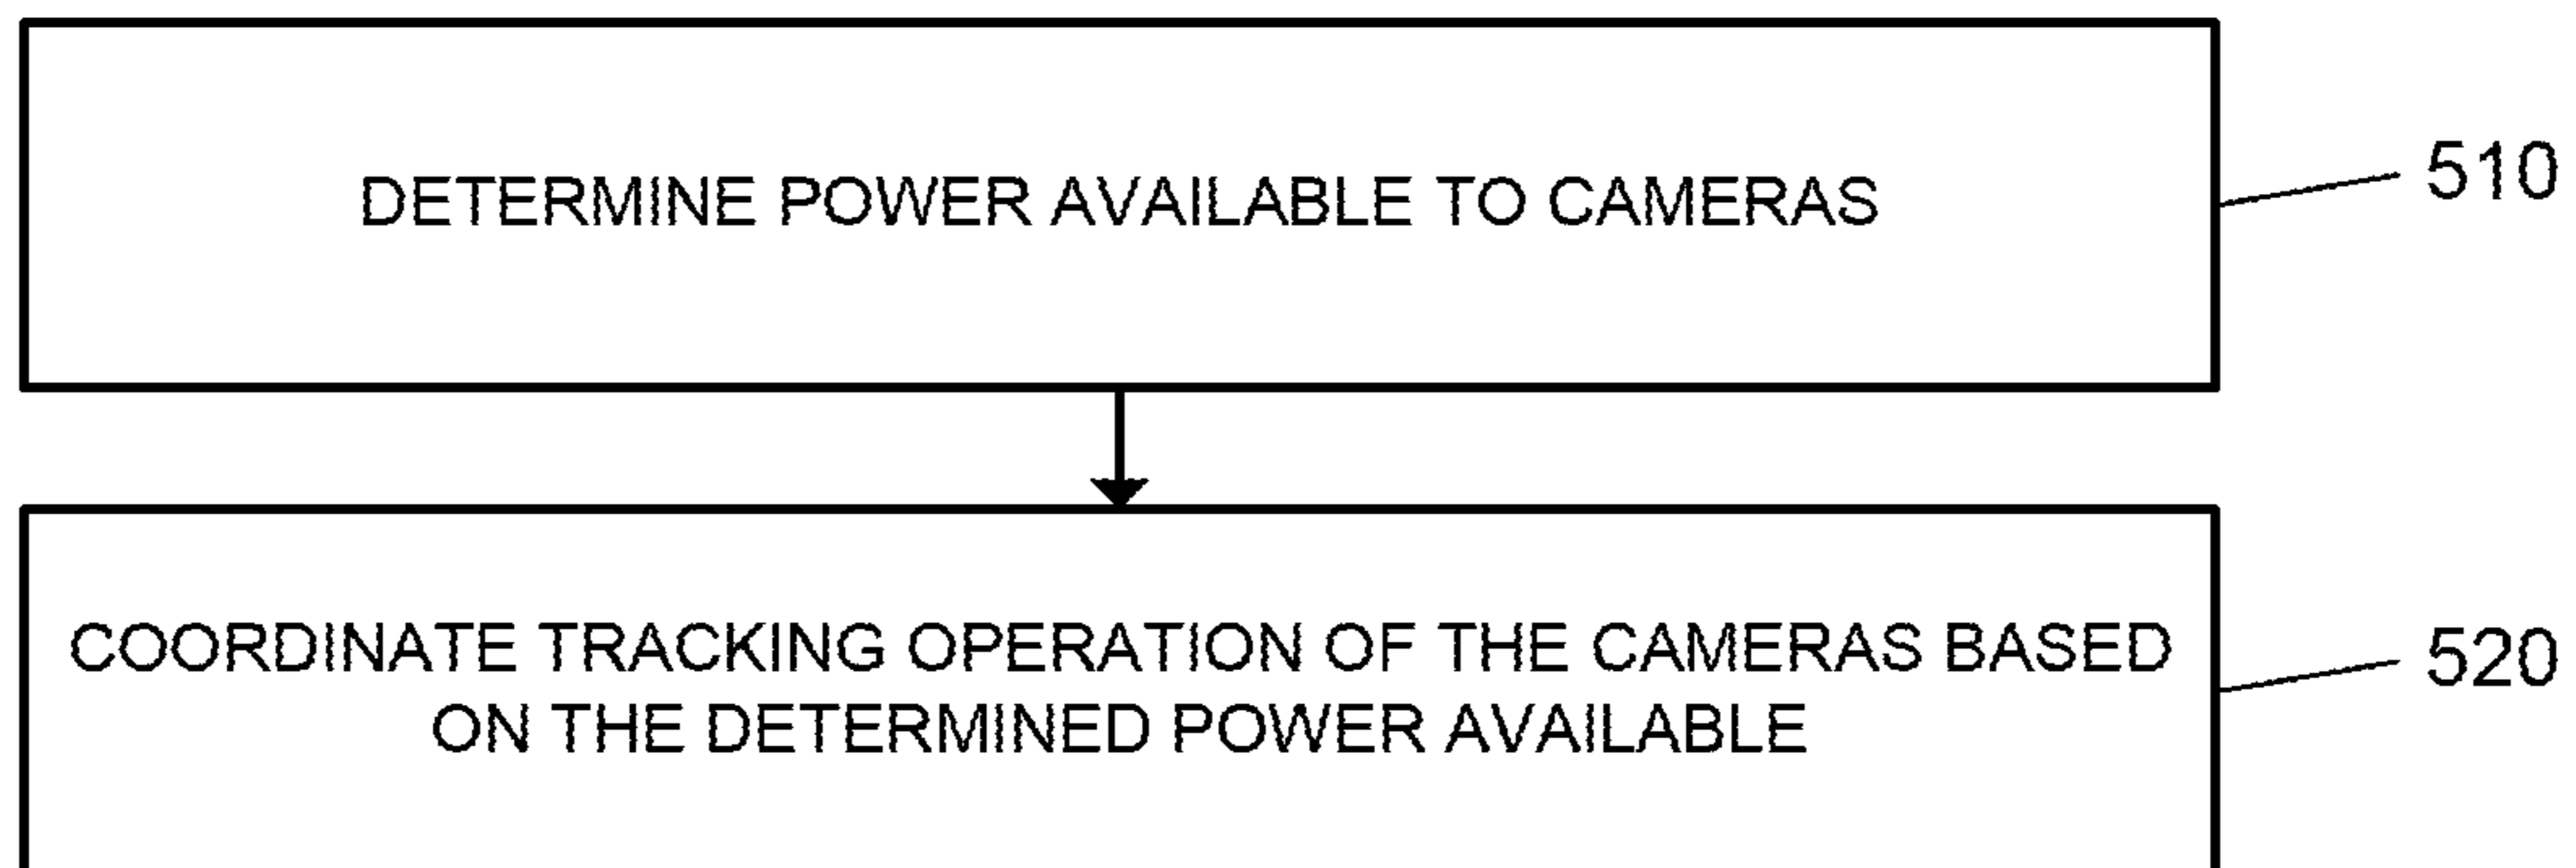 DETERMINE POWER AVAILABLE TO CAMERAS
510
COORDINATE TRACKING OPERATION OF THE CAMERAS BASED
ON THE DETERMINED POWER AVAILABLE
520